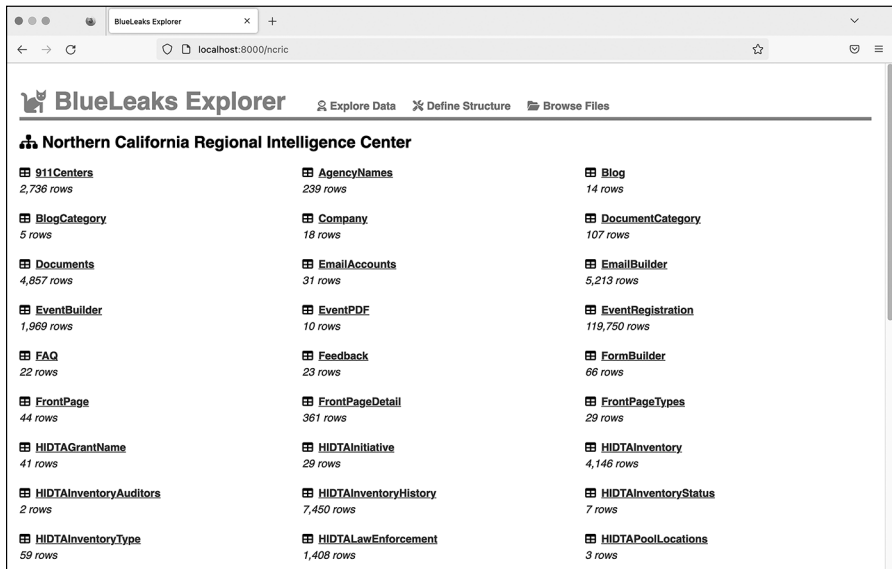 BlueLeaks Explorer
localhost:8000/ncric
BlueLeaks Explorer
Explore Data Define Structure Browse Files
Northern California Regional Intelligence Center
911Centers AgencyNames Blog
2,736 rows 239 rows 14 rows
BlogCategory Company DocumentCategory
5 rows 18 rows 107 rows
Documents EmailAccounts EmailBuilder
4,857 rows 31 rows 5,213 rows
EventBuilder EventPDF EventRegistration
1,969 rows 10 rows 119,750 rows
FAQ Feedback FormBuilder
22 rows 23 rows 66 rows
FrontPage FrontPageDetail FrontPageTypes
44 rows 361 rows 29 rows
HIDTAGrantName HIDTAInitiative HIDTAInventory
41 rows 29 rows 4,146 rows
HIDTAInventoryAuditors HIDTAInventoryHistory HIDTAInventoryStatus
2 rows 7,450 rows 7 rows
HIDTAInventoryType HIDTALawEnforcement HIDTAPoolLocations
59 rows 1,408 rows 3 rows